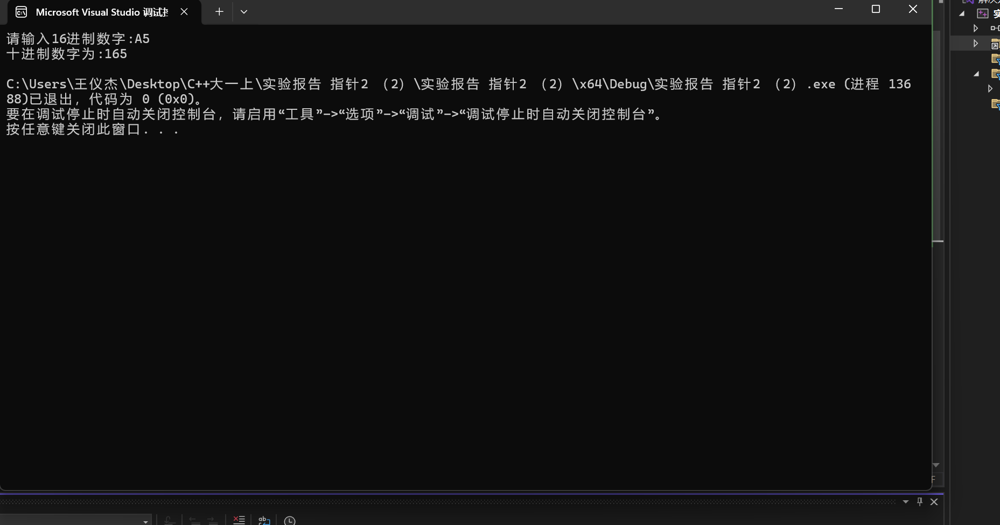 Microsoft Visual Studio 调试
请输入16进制数字:A5
十进制数字为:165
C:\Users\王仪杰\Desktop\C++大一上\实验报告 指针2 （2）\实验报告 指针2 （2）\x64\Debug\实验报告 指针2 （2）.exe (进程 136
88)已退出，代码为 0 (0x0)。
要在调试停止时自动关闭控制台，请启用“工具”->“选项”->“调试”->“调试停止时自动关闭控制台”。
按任意键关闭此窗口. . .